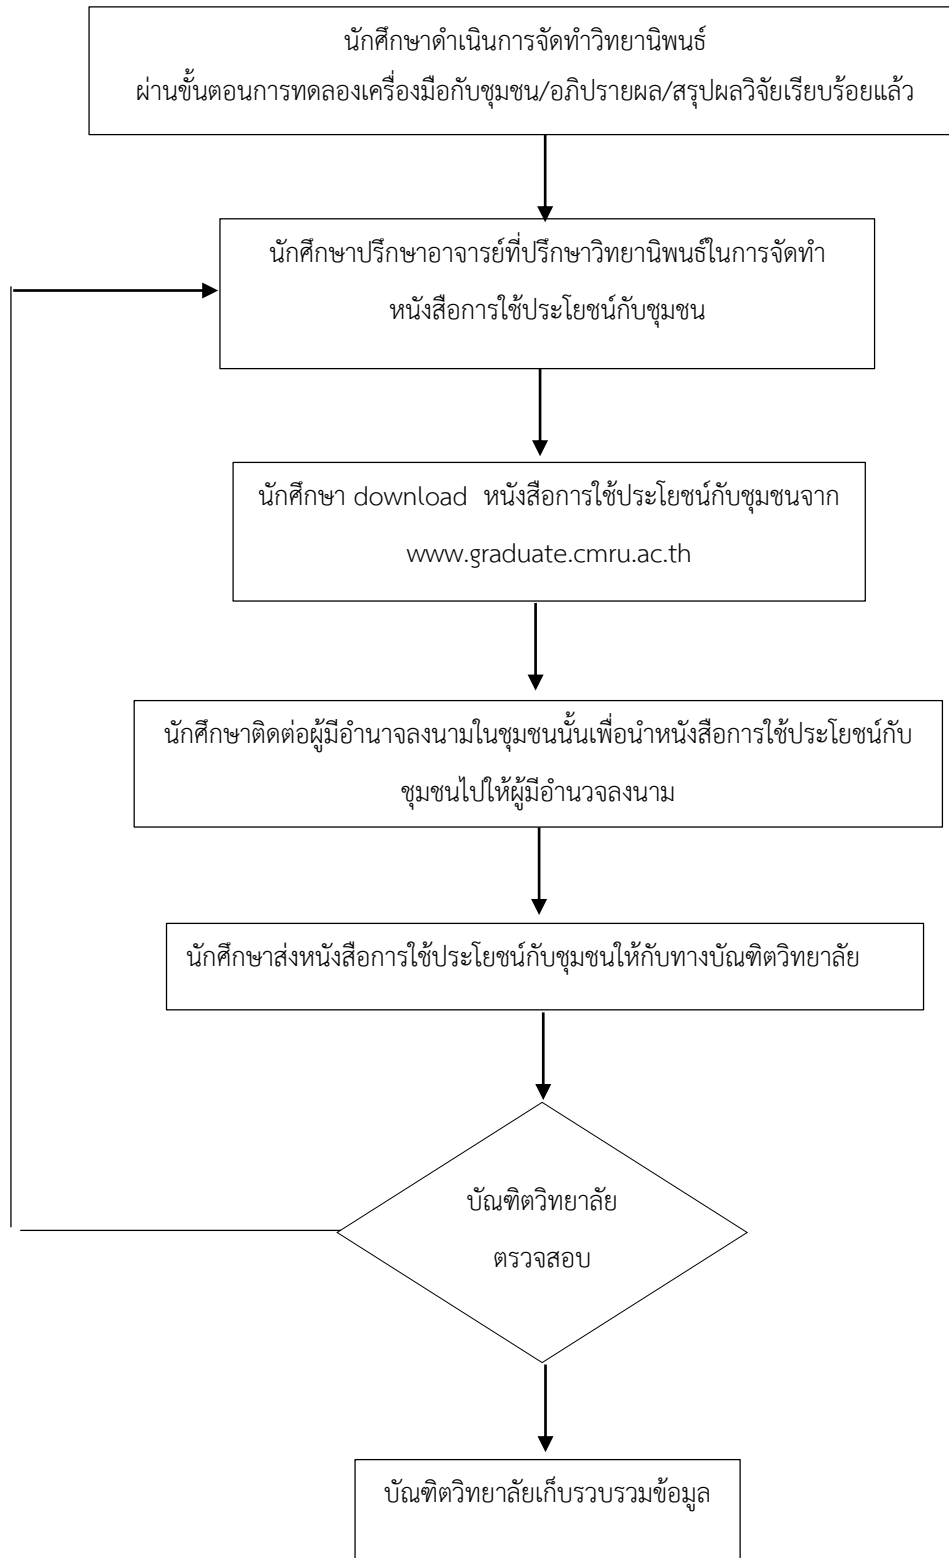 นักศึกษาดำเนินการจัดทำวิทยานิพนธ์
ผ่านขั้นตอนการทดลองเครื่องมือกับชุมชน/อภิปรายผล/สรุปผลวิจัยเรียบร้อยแล้ว
นักศึกษาปรึกษาอาจารย์ที่ปรึกษาวิทยานิพนธ์ในการจัดทำ
หนังสือการใช้ประโยชน์กับชุมชน
นักศึกษา download หนังสือการใช้ประโยชน์กับชุมชนจาก
www.graduate.cmru.ac.th
นักศึกษาติดต่อผู้มีอำนาจลงนามในชุมชนนั้นเพื่อนำหนังสือการใช้ประโยชน์กับ
ชุมชนไปให้ผู้มีอำนวจลงนาม
นักศึกษาส่งหนังสือการใช้ประโยชน์กับชุมชนให้กับทางบัณฑิตวิทยาลัย
บัณฑิตวิทยาลัย
ตรวจสอบ
บัณฑิตวิทยาลัยเก็บรวบรวมข้อมูล